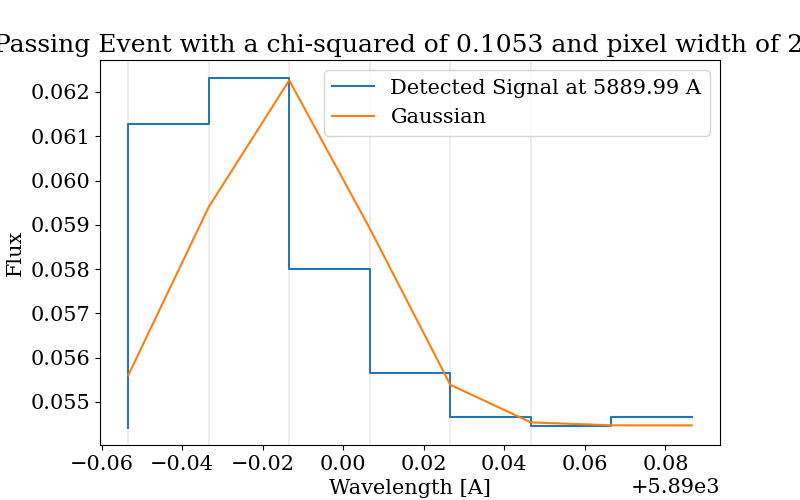 Passing Event with a chi-squared of 0.1053 and pixel width of 2
Detected Signal at 5889.99 A
Gaussian
Flux
0.062
0.061
0.060
0.059
0.058
0.057
0.056
0.055
−0.06 −0.04 −0.02 0.00 0.02 0.04 0.06 0.08
+5.89e3
Wavelength [A]